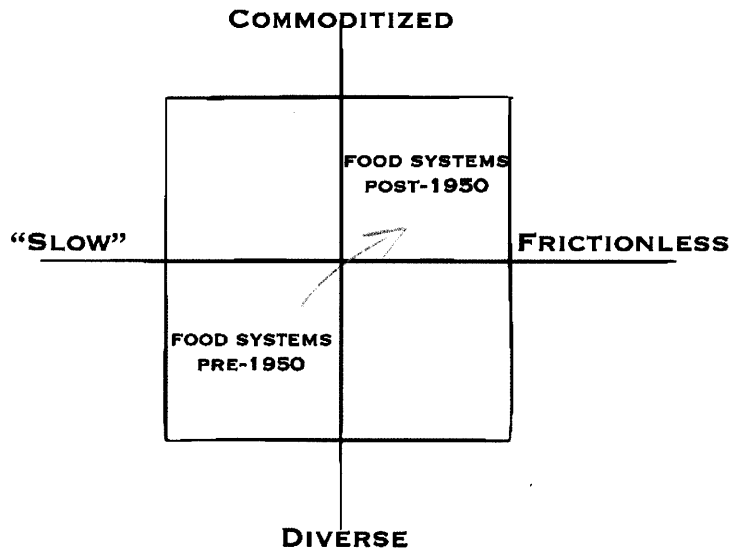 COMMODITIZED
FOOD SYSTEMS
POST-1950
“SLOW”
FRICTIONLESS
FOOD SYSTEMS
PRE-1950
DIVERSE